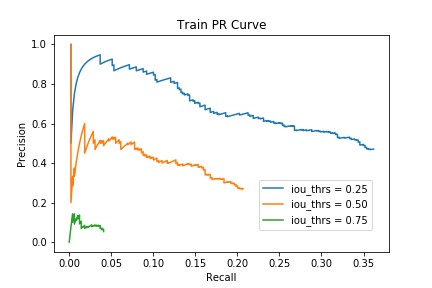 Train PR Curve
Precision
1.0
0.8
0.6
0.4
0.2
0.0
iou_thrs = 0.25
iou_thrs = 0.50
iou_thrs = 0.75
0.00 0.05 0.10 0.15 0.20 0.25 0.30 0.35
Recall